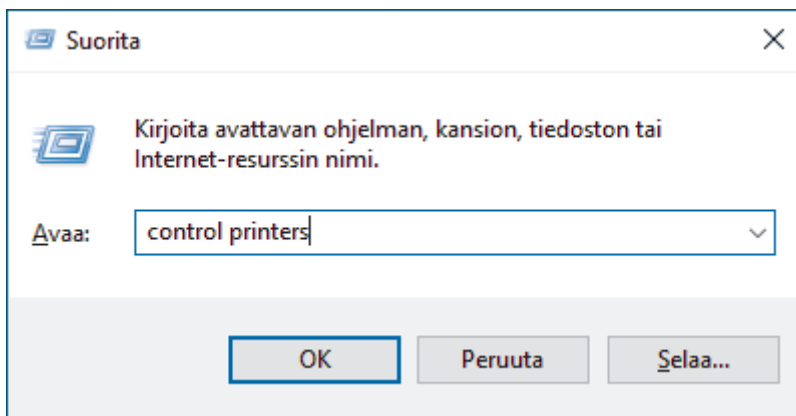 Suorita
Kirjoita avattavan ohjelman, kansion, tiedoston tai
Internet-resurssin nimi.
Avaa: control printers
OK Peruuta Selaa...